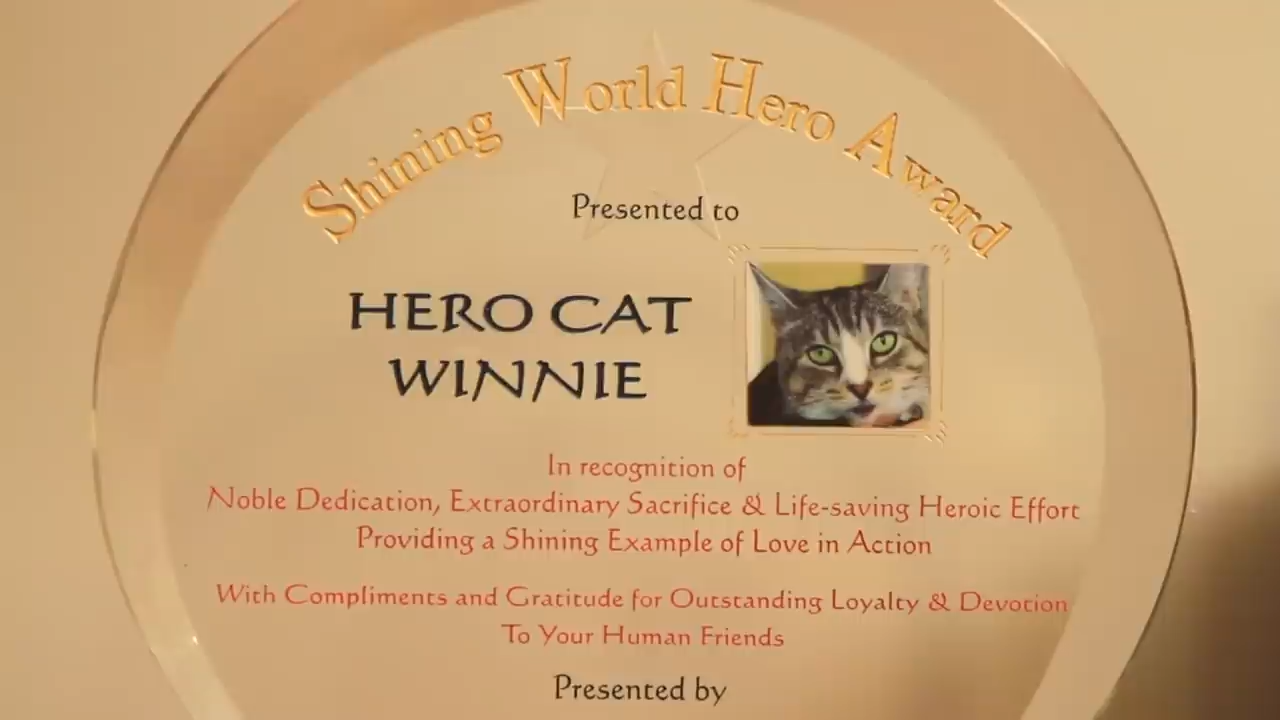 Shining World Hero Award
Presented to
HERO CAT
WINNIE
In recognition of
Noble Dedication, Extraordinary Sacrifice & Life-saving Heroic Effort
Providing a Shining Example of Love in Action
With Compliments and Gratitude for Outstanding Loyalty & Devotion
To Your Human Friends
Presented by